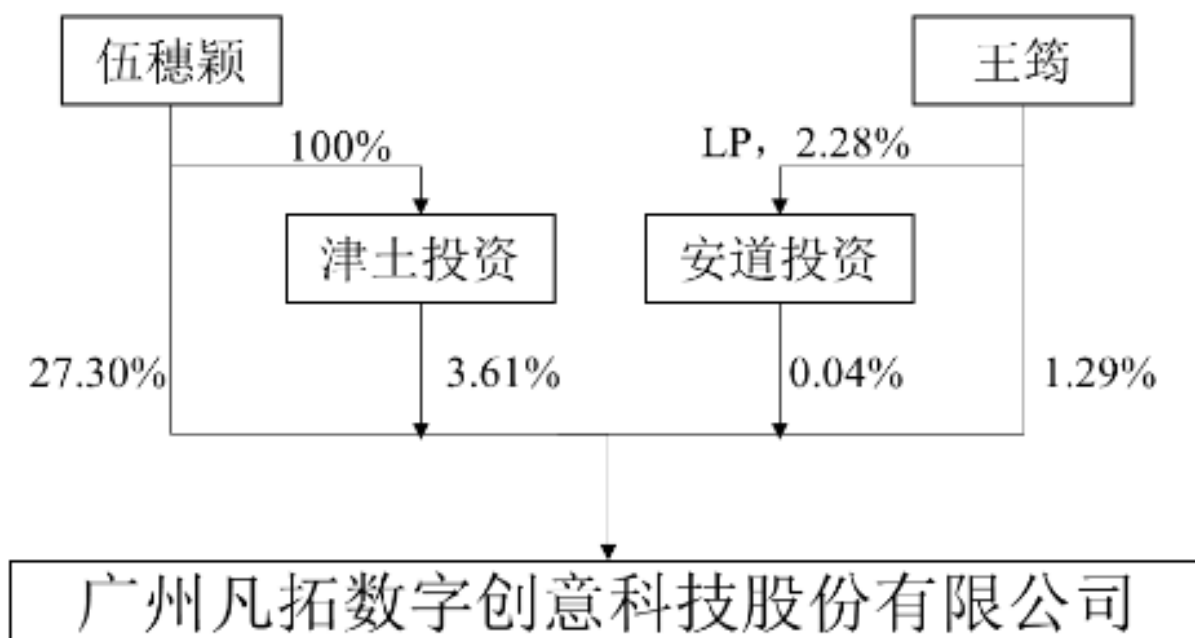 伍穗颖
王筠
100%
LP，2.28%
津土投资
安道投资
27.30%
3.61%
0.04%
1.29%
广州凡拓数字创意科技股份有限公司